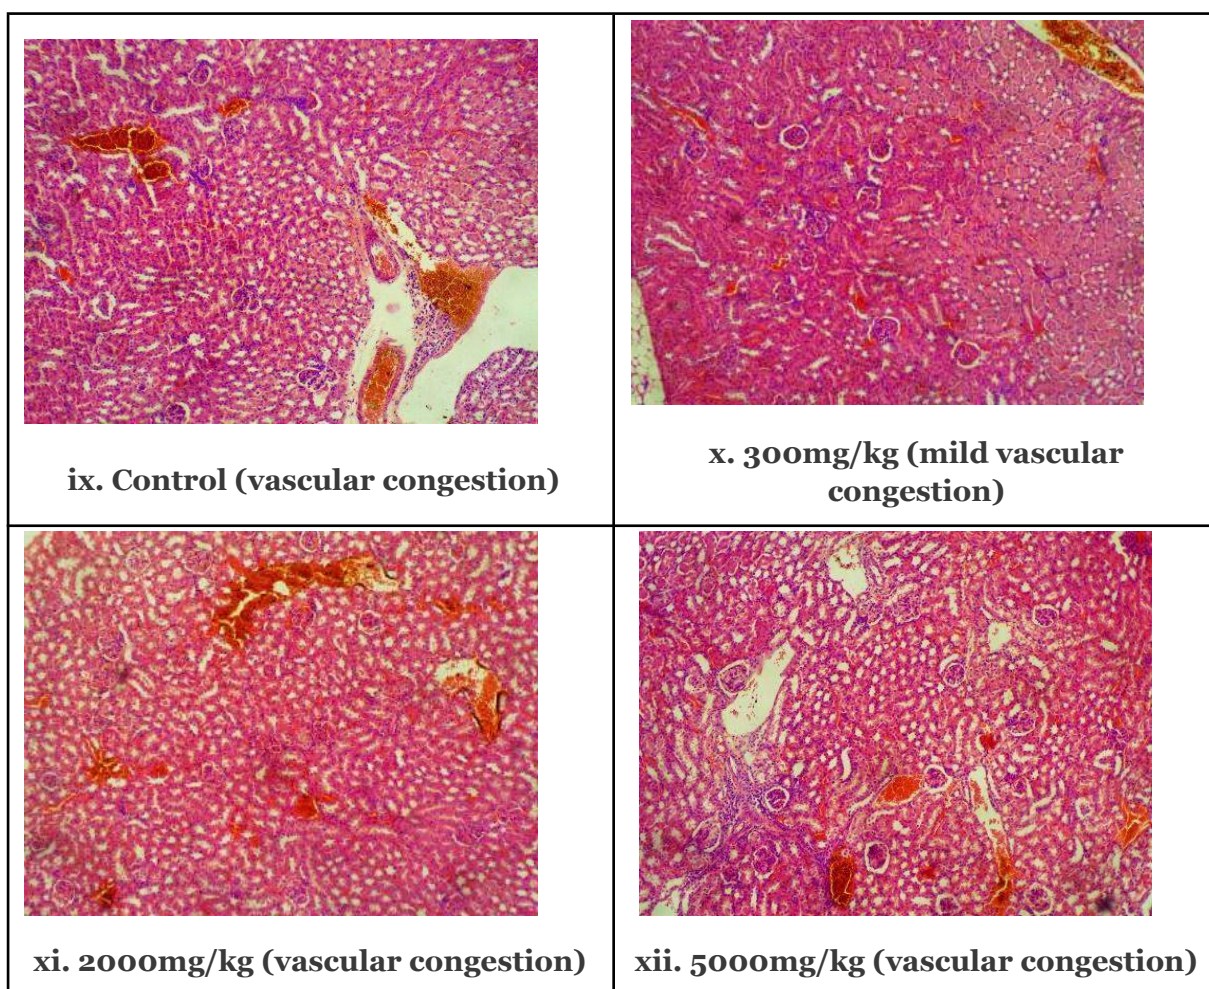 ix. Control (vascular congestion)
x. 300mg/kg (mild vascular
congestion)
xi. 2000mg/kg (vascular congestion)
xii. 5000mg/kg (vascular congestion)